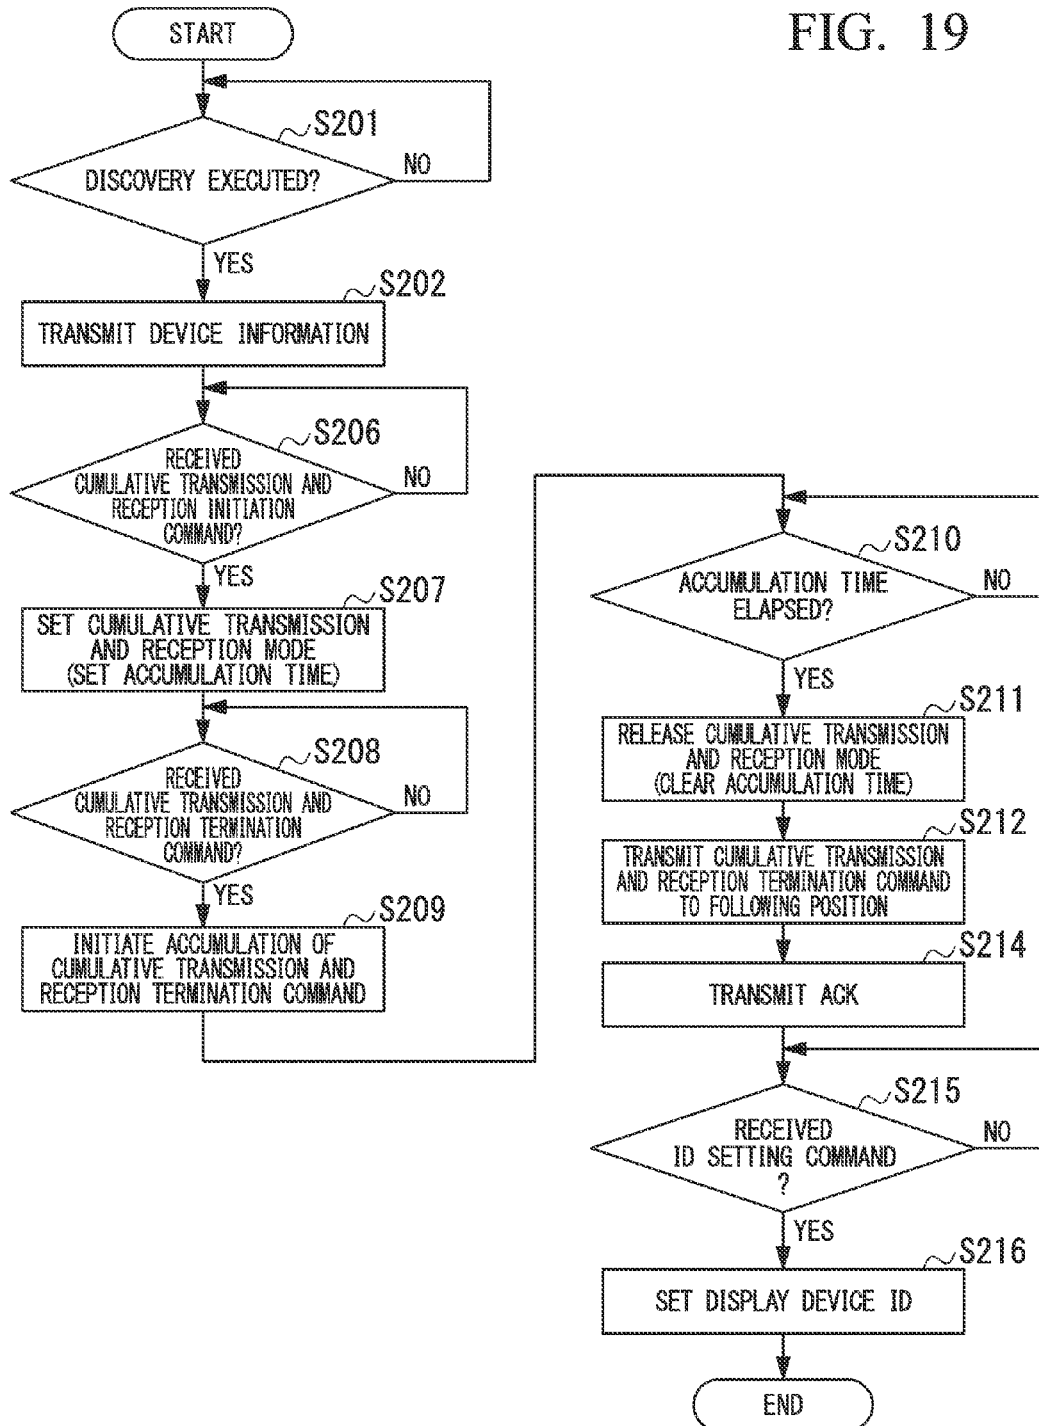 FIG. 19
START
S201
DISCOVERY EXECUTED?
NO
YES
S202
TRANSMIT DEVICE INFORMATION
S206
RECEIVED
CUMULATIVE TRANSMISSION AND
RECEPTION INITIATION
COMMAND?
NO
YES
S207
SET CUMULATIVE TRANSMISSION
AND RECEPTION MODE
(SET ACCUMULATION TIME)
S208
RECEIVED
CUMULATIVE TRANSMISSION AND
RECEPTION TERMINATION
COMMAND?
NO
YES
S209
INITIATE ACCUMULATION OF
CUMULATIVE TRANSMISSION AND
RECEPTION TERMINATION COMMAND
S210
ACCUMULATION TIME
ELAPSED?
NO
YES
S211
RELEASE CUMULATIVE TRANSMISSION
AND RECEPTION MODE
(CLEAR ACCUMULATION TIME)
S212
TRANSMIT CUMULATIVE TRANSMISSION
AND RECEPTION TERMINATION COMMAND
TO FOLLOWING POSITION
S214
TRANSMIT ACK
S215
RECEIVED
ID SETTING COMMAND
?
NO
YES
S216
SET DISPLAY DEVICE ID
END